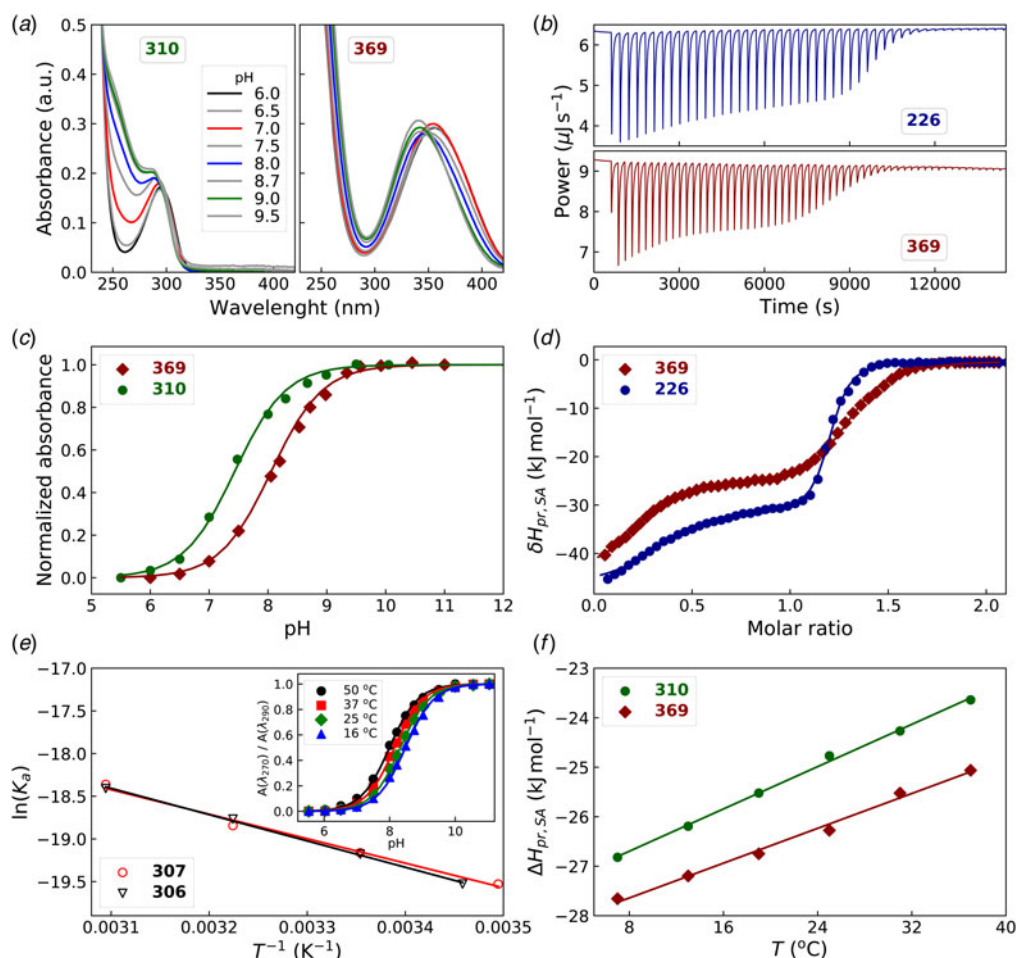 (a)
310
369
pH
6.0
6.5
7.0
7.5
8.0
8.7
9.0
9.5
Absorbance (a.u.)
0.5
0.4
0.3
0.2
0.1
0.0
250 300 350 400 250 300 350 400
Wavelenght (nm)
(b)
226
369
Power (μJ s⁻¹)
6
4
9
8
7
0 3000 6000 9000 12000
Time (s)
(c)
369
310
Normalized absorbance
1.0
0.8
0.6
0.4
0.2
0.0
5 6 7 8 9 10 11 12
pH
(d)
369
226
δH_pr,SA (kJ mol⁻¹)
0
−10
−20
−30
−40
0.0 0.5 1.0 1.5 2.0
Molar ratio
(e)
ln(Kₐ)
−17.0
−17.5
−18.0
−18.5
−19.0
−19.5
50 °C
37 °C
25 °C
16 °C
A(λ₂₇₀) / A(λ₂₉₀)
1.0
0.8
0.6
0.4
0.2
0.0
6 8 10
pH
307
306
0.0031 0.0032 0.0033 0.0034 0.0035
T⁻¹ (K⁻¹)
(f)
310
369
ΔH_pr,SA (kJ mol⁻¹)
−23
−24
−25
−26
−27
−28
8 16 24 32 40
T (°C)